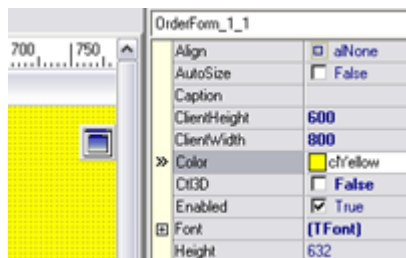 OrderForm_1_1
700 750
Align alNone
AutoSize False
Caption
ClientHeight 600
ClientWidth 800
Color clYellow
Ctl3D False
Enabled True
Font (TFont)
Height 632